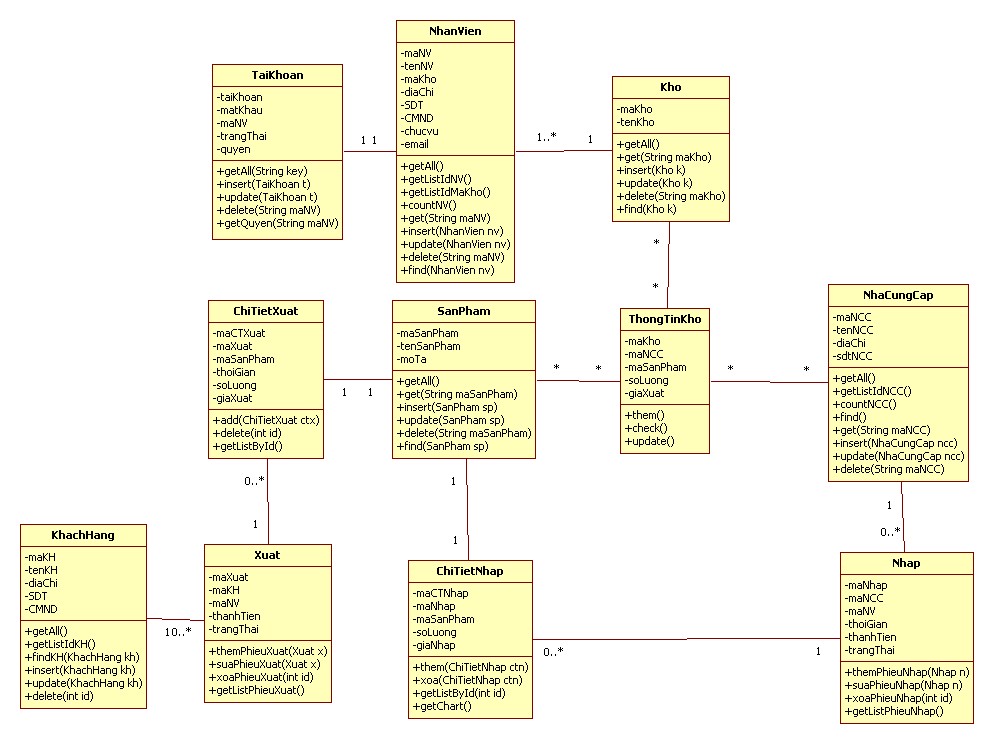 TaiKhoan
-taiKhoan
-matKhau
-maNV
-trangThai
-quyen
+getAll(String key)
+insert(TaiKhoan t)
+update(TaiKhoan t)
+delete(String maNV)
+getQuyen(String maNV)
1 1
NhanVien
-maNV
-tenNV
-maKho
-diaChi
-SDT
-CMND
-chucvu
-email
+getAll()
+getListIdNV()
+getListIdMaKho()
+countNV()
+get(String maNV)
+insert(NhanVien nv)
+update(NhanVien nv)
+delete(String maNV)
+find(NhanVien nv)
1..*
1
Kho
-maKho
-tenKho
+getAll()
+get(String maKho)
+insert(Kho k)
+update(Kho k)
+delete(String maKho)
+find(Kho k)
*
*
ChiTietXuat
-maCTXuat
-maXuat
-maSanPham
-thoiGian
-soLuong
-giaXuat
+add(ChiTietXuat ctx)
+delete(int id)
+getListById()
1
1
SanPham
-maSanPham
-tenSanPham
-moTa
+getAll()
+get(String maSanPham)
+insert(SanPham sp)
+update(SanPham sp)
+delete(String maSanPham)
+find(SanPham sp)
*
*
ThongTinKho
-maKho
-maNCC
-maSanPham
-soLuong
-giaXuat
+them()
+check()
+update()
*
*
NhaCungCap
-maNCC
-tenNCC
-diaChi
-sdtNCC
+getAll()
+getListIdNCC()
+countNCC()
+find()
+get(String maNCC)
+insert(NhaCungCap ncc)
+update(NhaCungCap ncc)
+delete(String maNCC)
0..*
1
1
1
1
0..*
KhachHang
-maKH
-tenKH
-diaChi
-SDT
-CMND
+getAll()
+getListIdKH()
+findKH(KhachHang kh)
+insert(KhachHang kh)
+update(KhachHang kh)
+delete(int id)
10..*
Xuat
-maXuat
-maKH
-maNV
-thanhTien
-trangThai
+themPhieuXuat(Xuat x)
+suaPhieuXuat(Xuat x)
+xoaPhieuXuat(int id)
+getListPhieuXuat()
ChiTietNhap
-maCTNhap
-maNhap
-maSanPham
-soLuong
-giaNhap
+them(ChiTietNhap ctn)
+xoa(ChiTietNhap ctn)
+getListById(int id)
+getChart()
0..*
1
Nhap
-maNhap
-maNCC
-maNV
-thoiGian
-thanhTien
-trangThai
+themPhieuNhap(Nhap n)
+suaPhieuNhap(Nhap n)
+xoaPhieuNhap(int id)
+getListPhieuNhap()